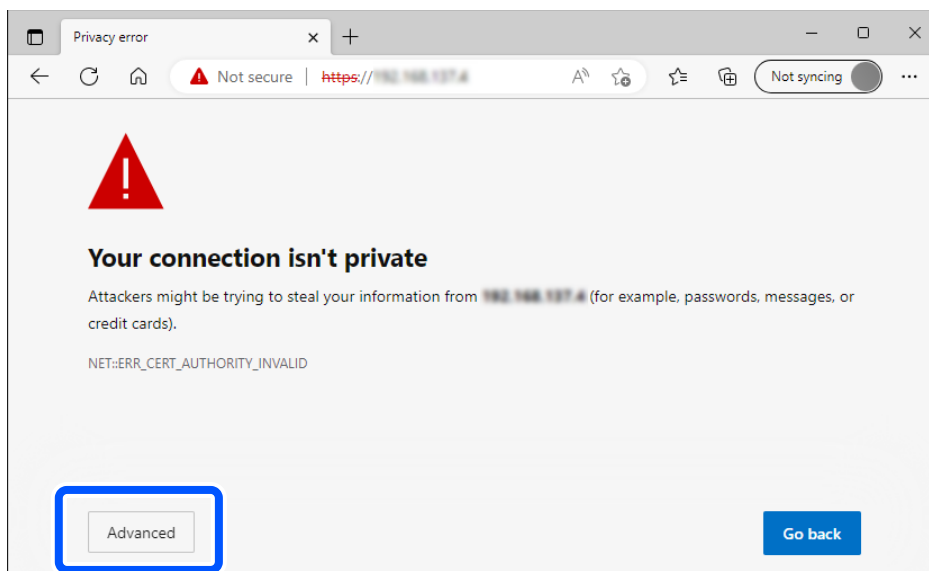 Privacy error
Not secure | https://
Not syncing
Your connection isn't private
Attackers might be trying to steal your information from (for example, passwords, messages, or
credit cards).
NET::ERR_CERT_AUTHORITY_INVALID
Advanced
Go back